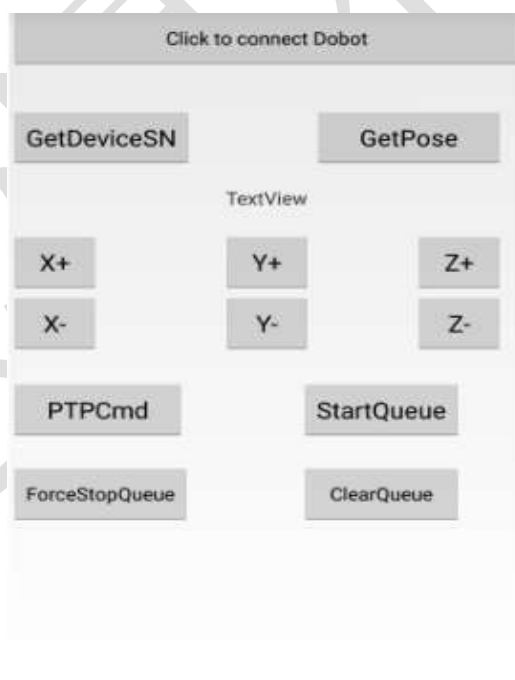 Click to connect Dobot
GetDeviceSN GetPose
TextView
X+ Y+ Z+
X- Y- Z-
PTPCmd StartQueue
ForceStopQueue ClearQueue